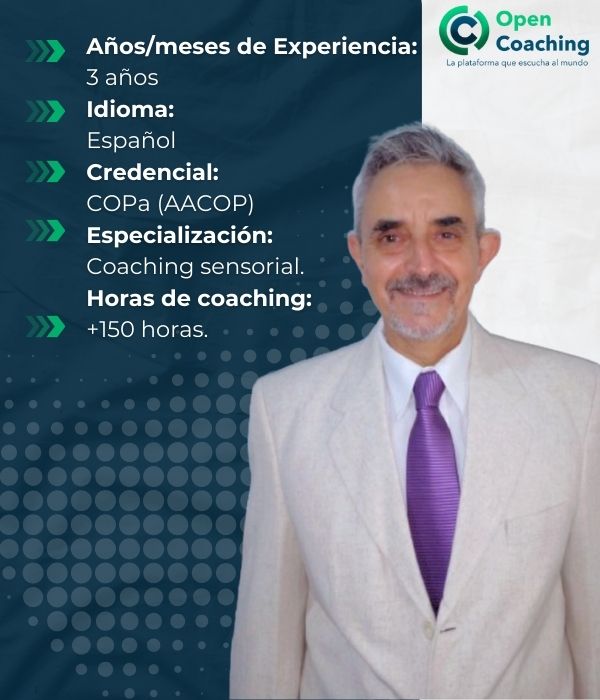 Open
Coaching
La plataforma que escucha al mundo
Años/meses de Experiencia:
3 años
Idioma:
Español
Credencial:
COPa (AACOP)
Especialización:
Coaching sensorial.
Horas de coaching:
+150 horas.